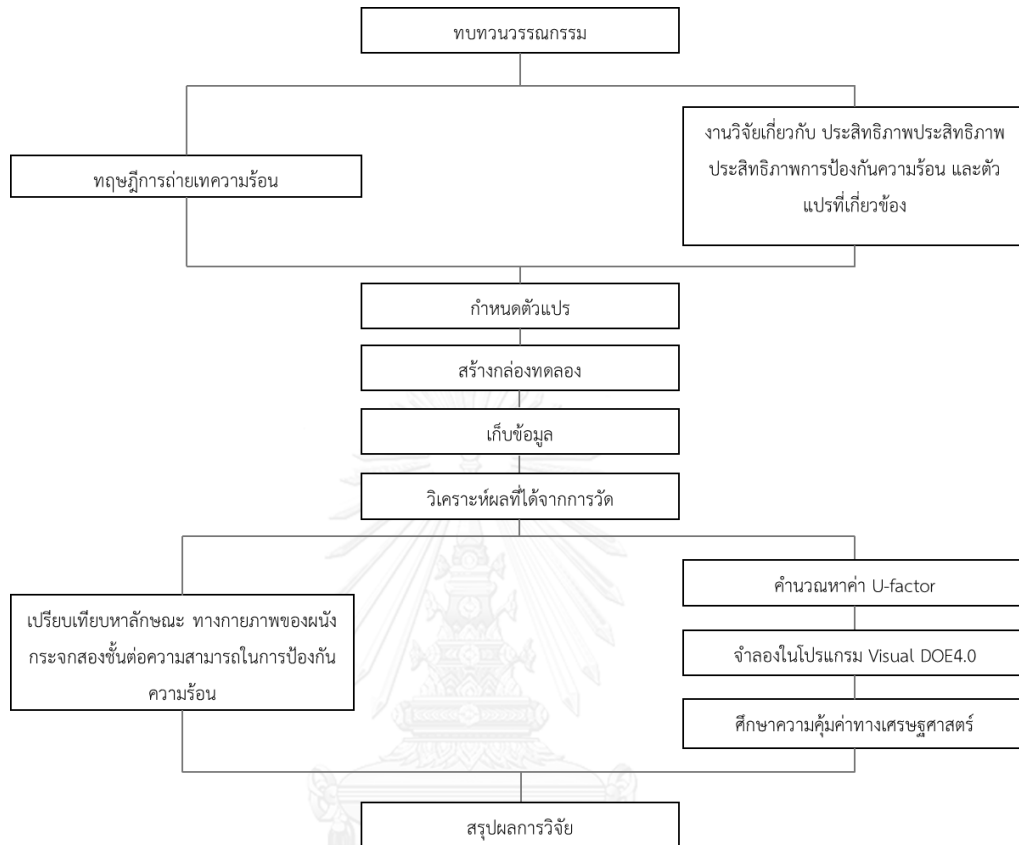 ทบทวนวรรณกรรม
ทฤษฎีการถ่ายเทความร้อน
งานวิจัยเกี่ยวกับ ประสิทธิภาพประสิทธิภาพ
ประสิทธิภาพการป้องกันความร้อน และตัว
แปรที่เกี่ยวข้อง
กำหนดตัวแปร
สร้างกล่องทดลอง
เก็บข้อมูล
วิเคราะห์ผลที่ได้จากการวัด
เปรียบเทียบหาลักษณะ ทางกายภาพของผนัง
กระจกสองชั้นต่อความสามารถในการป้องกัน
ความร้อน
คำนวณหาค่า U-factor
จำลองในโปรแกรม Visual DOE4.0
ศึกษาความคุ้มค่าทางเศรษฐศาสตร์
สรุปผลการวิจัย